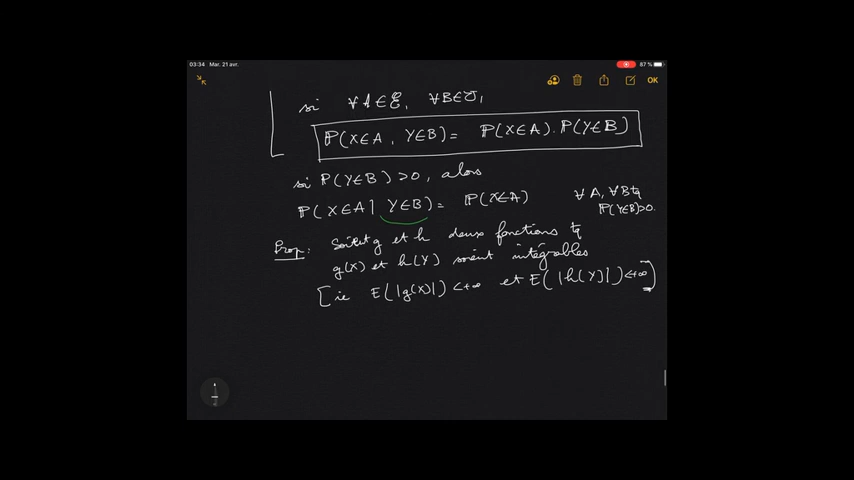 03:34 Mar. 21 avr.
87 %
OK
si ∀A∈ℰ, ∀B∈
P(X∈A, Y∈B) = P(X∈A). P(Y∈B)
si P(Y∈B) > 0, alors
P(X∈A | Y∈B) = P(X∈A) ∀A, ∀B tq
P(Y∈B)>0.
Prop: Soient g et h deux fonctions tq
g(X) et h(Y) soient intégrables
[ie E(|g(X)|) < +∞ et E(|h(Y)|) < +∞]